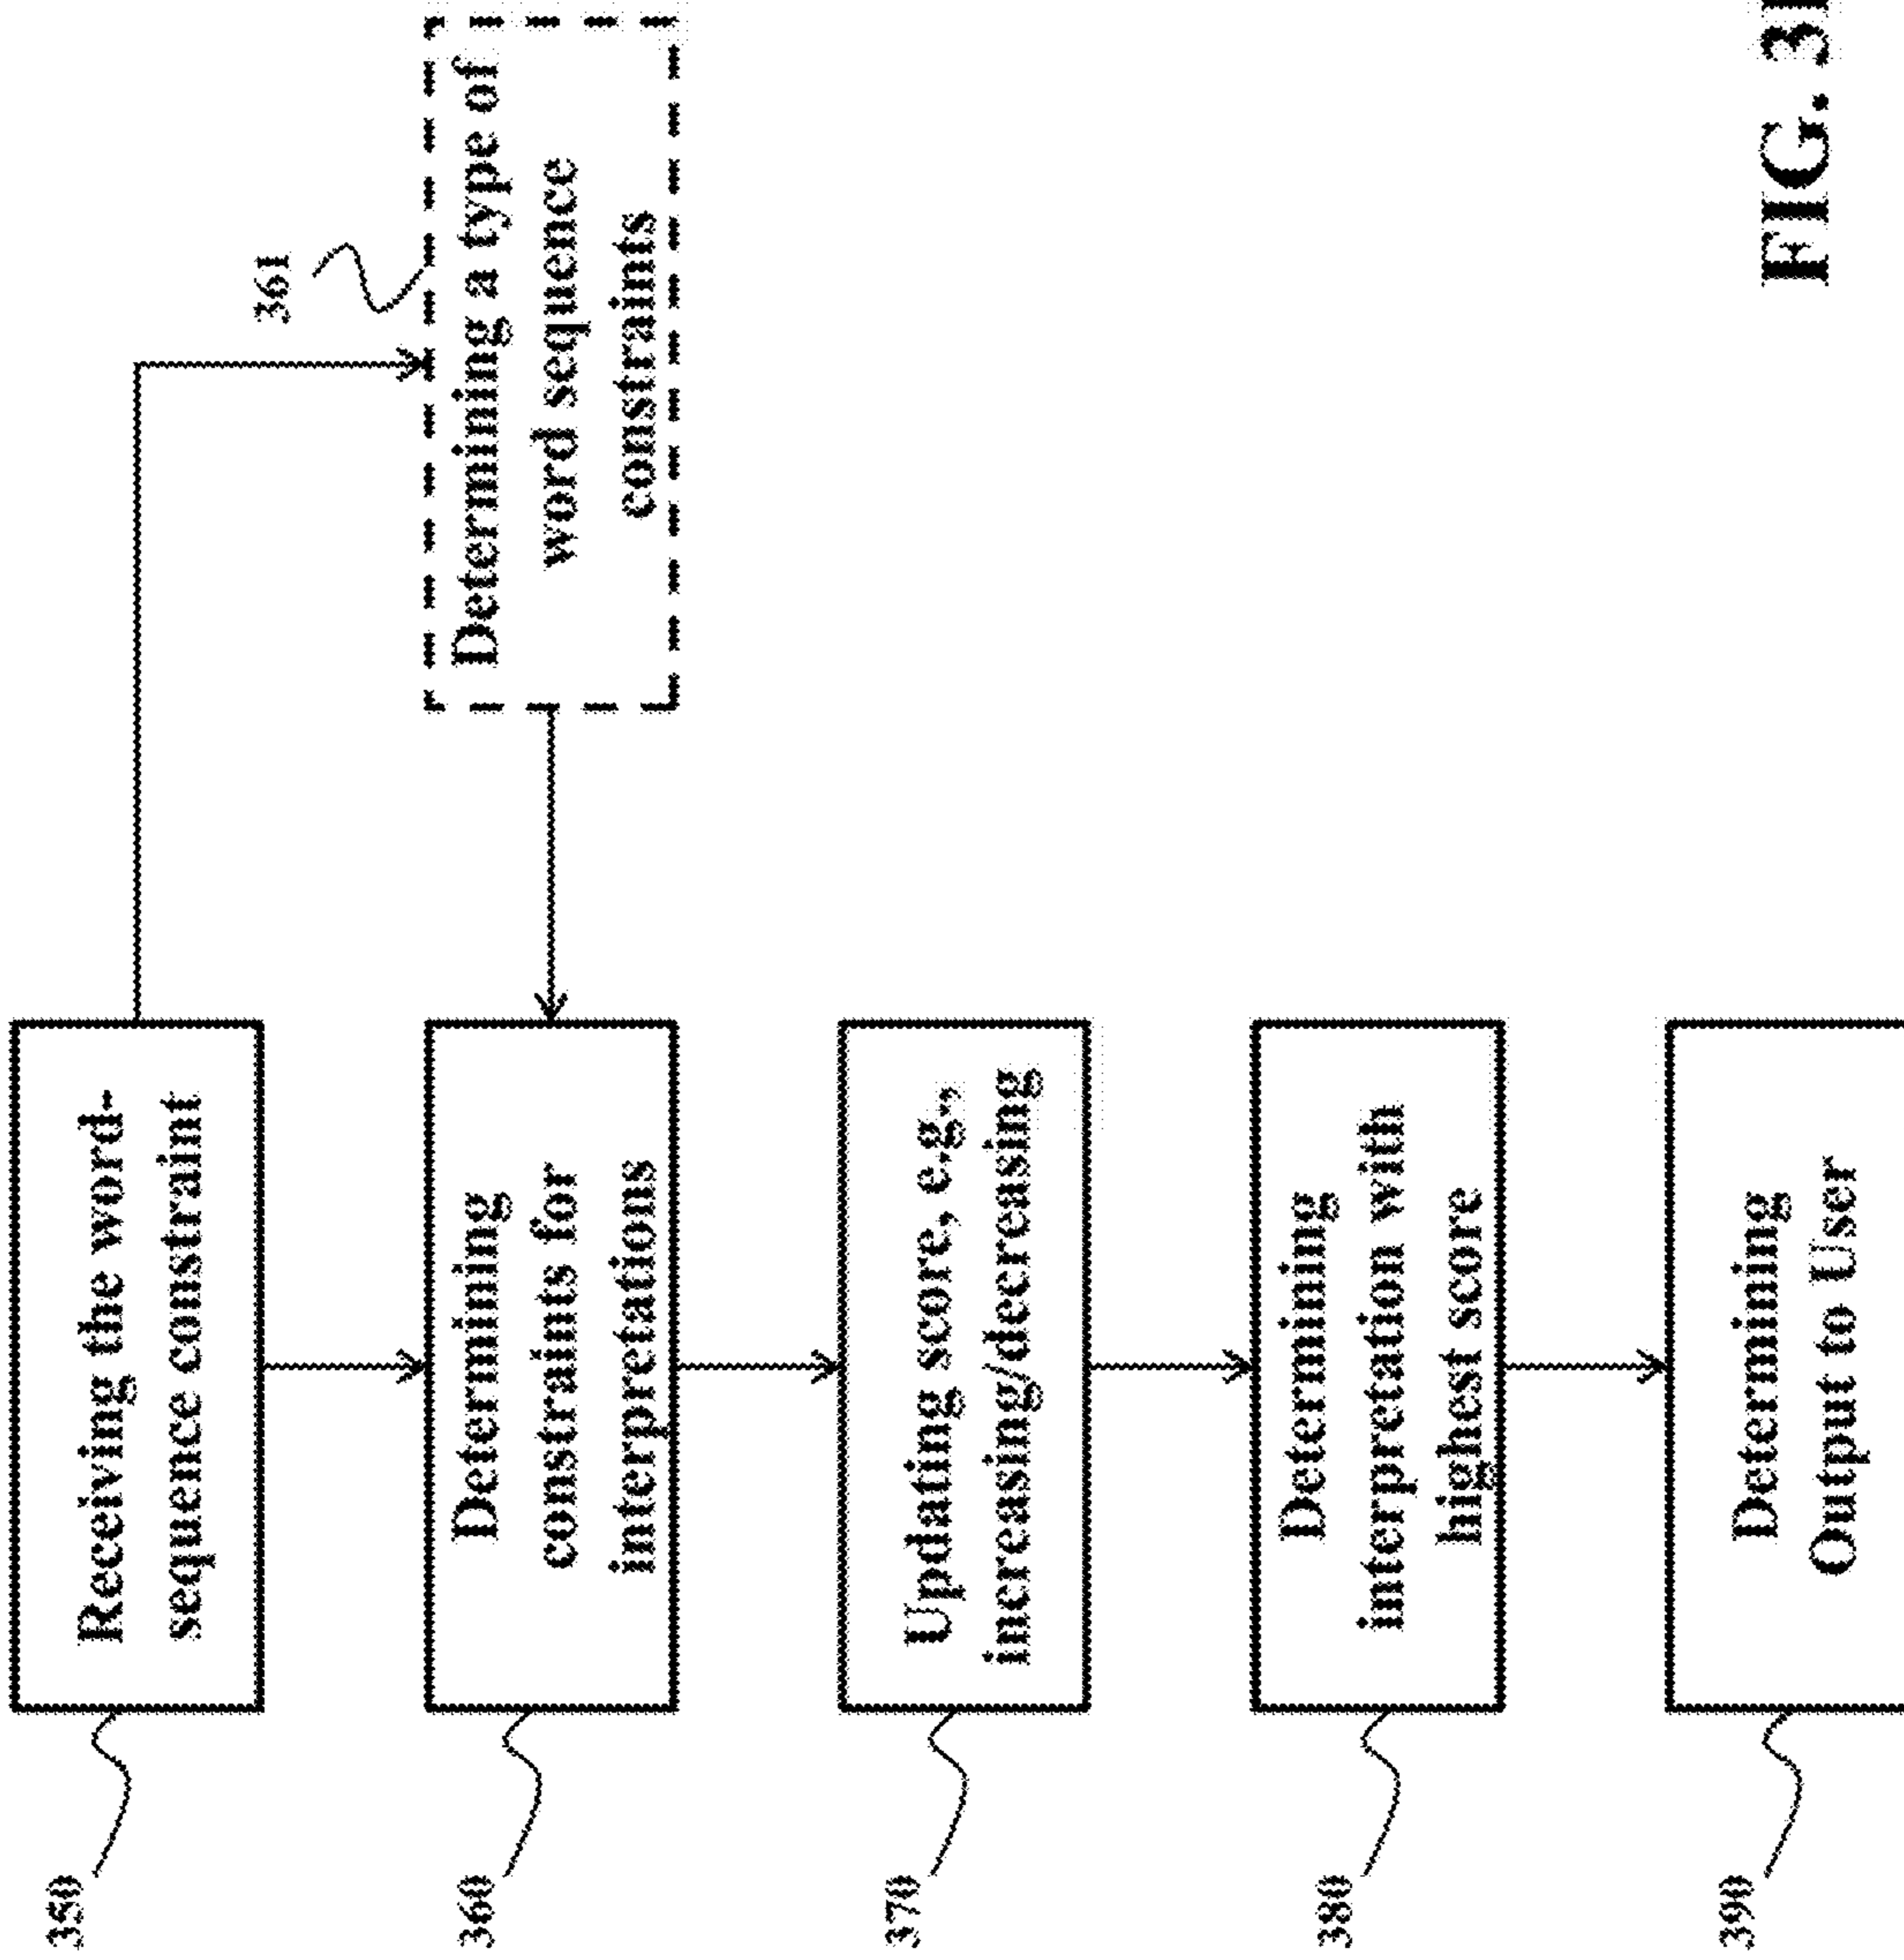 350
Receiving the word-
sequence constraint
360
Determining
constraints for
interpretations
361
Determining a type of
word sequence
constraints
370
Updating score, e.g.,
increasing/decreasing
380
Determining
interpretation with
highest score
390
Determining
Output to User
FIG.